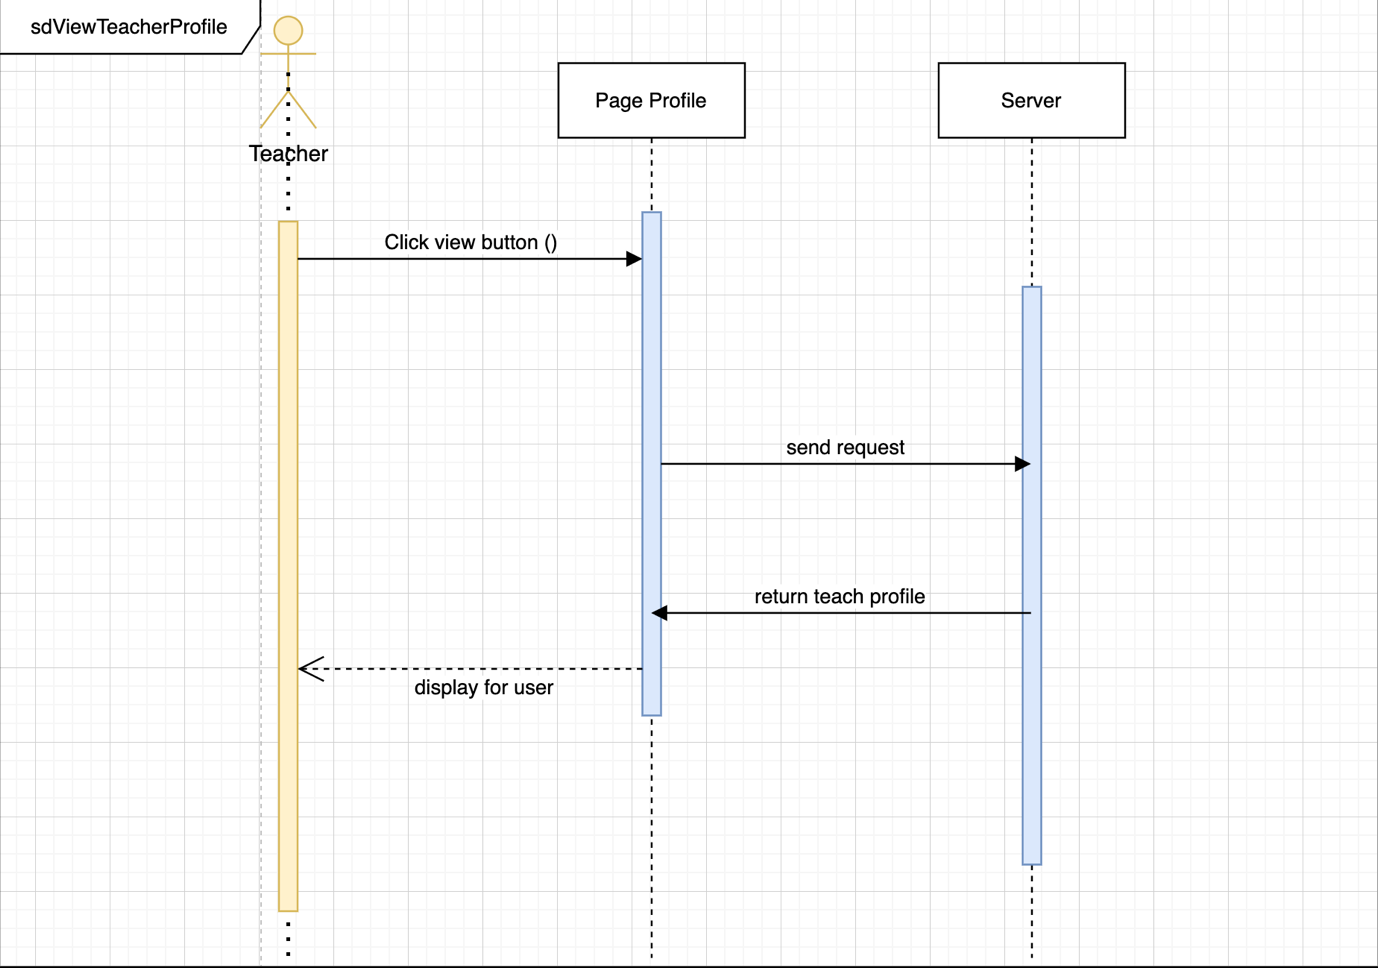 sdViewTeacherProfile
Teacher
Page Profile
Server
Click view button ()
send request
return teach profile
display for user